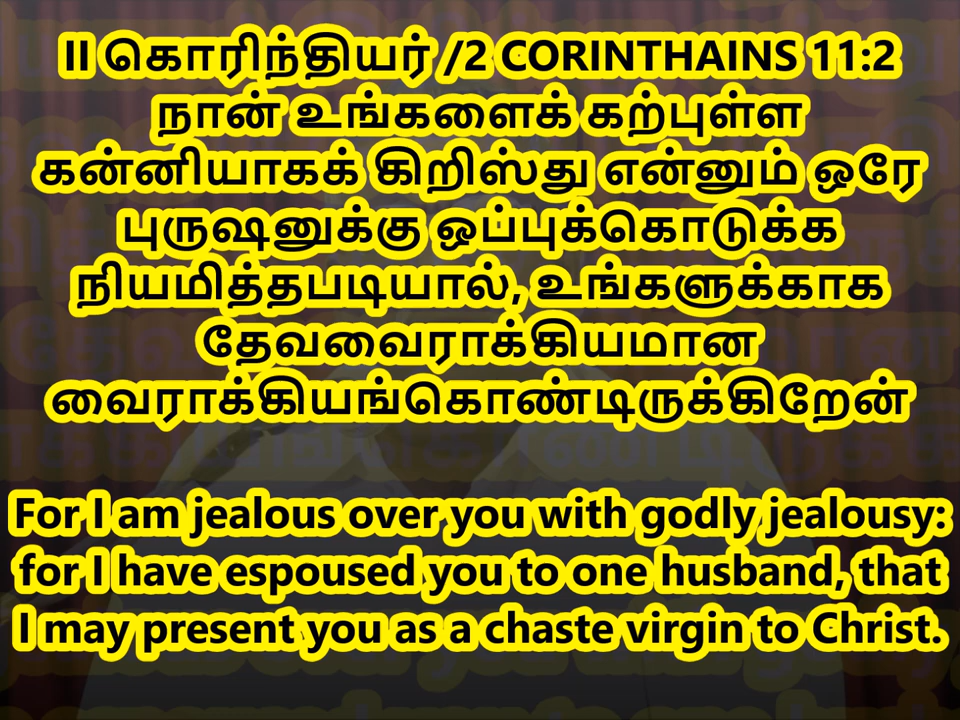 II கொரிந்தியர் /2 CORINTHAINS 11:2
நான் உங்களைக் கற்புள்ள
கன்னியாகக் கிறிஸ்து என்னும் ஒரே
புருஷனுக்கு ஒப்புக்கொடுக்க
நியமித்தபடியால், உங்களுக்காக
தேவவைராக்கியமான
வைராக்கியங்கொண்டிருக்கிறேன்
For I am jealous over you with godly jealousy:
for I have espoused you to one husband, that
I may present you as a chaste virgin to Christ.